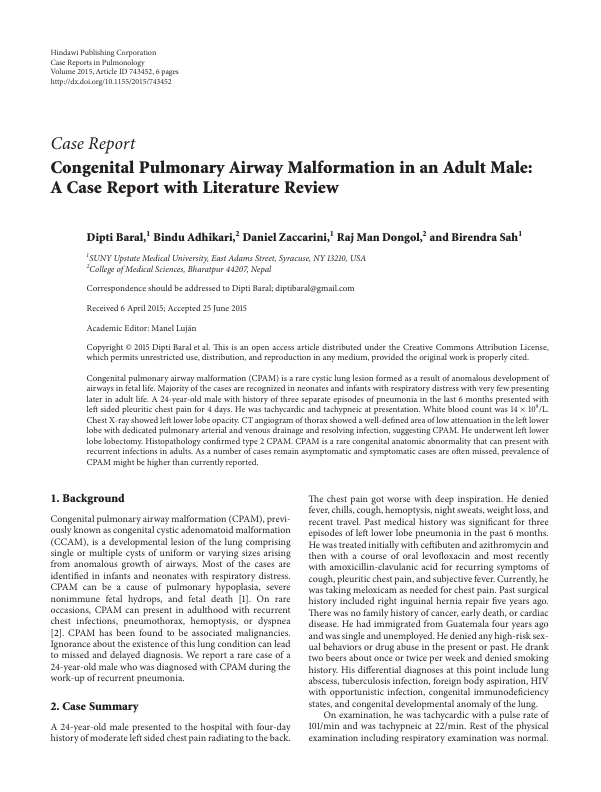 Hindawi Publishing Corporation
Case Reports in Pulmonology
Volume 2015, Article ID 743452, 6 pages
http://dx.doi.org/10.1155/2015/743452
Case Report
Congenital Pulmonary Airway Malformation in an Adult Male:
A Case Report with Literature Review
Dipti Baral,1 Bindu Adhikari,2 Daniel Zaccarini,1 Raj Man Dongol,2 and Birendra Sah1
1SUNY Upstate Medical University, East Adams Street, Syracuse, NY 13210, USA
2College of Medical Sciences, Bharatpur 44207, Nepal
Correspondence should be addressed to Dipti Baral; diptibaral@gmail.com
Received 6 April 2015; Accepted 25 June 2015
Academic Editor: Manel Luján
Copyright © 2015 Dipti Baral et al. This is an open access article distributed under the Creative Commons Attribution License,
which permits unrestricted use, distribution, and reproduction in any medium, provided the original work is properly cited.
Congenital pulmonary airway malformation (CPAM) is a rare cystic lung lesion formed as a result of anomalous development of
airways in fetal life. Majority of the cases are recognized in neonates and infants with respiratory distress with very few presenting
later in adult life. A 24-year-old male with history of three separate episodes of pneumonia in the last 6 months presented with
left sided pleuritic chest pain for 4 days. He was tachycardic and tachypneic at presentation. White blood count was 14 × 10⁹/L.
Chest X-ray showed left lower lobe opacity. CT angiogram of thorax showed a well-defined area of low attenuation in the left lower
lobe with dedicated pulmonary arterial and venous drainage and resolving infection, suggesting CPAM. He underwent left lower
lobe lobectomy. Histopathology confirmed type 2 CPAM. CPAM is a rare congenital anatomic abnormality that can present with
recurrent infections in adults. As a number of cases remain asymptomatic and symptomatic cases are often missed, prevalence of
CPAM might be higher than currently reported.
1. Background
Congenital pulmonary airway malformation (CPAM), previ-
ously known as congenital cystic adenomatoid malformation
(CCAM), is a developmental lesion of the lung comprising
single or multiple cysts of uniform or varying sizes arising
from anomalous growth of airways. Most of the cases are
identified in infants and neonates with respiratory distress.
CPAM can be a cause of pulmonary hypoplasia, severe
nonimmune fetal hydrops, and fetal death [1]. On rare
occasions, CPAM can present in adulthood with recurrent
chest infections, pneumothorax, hemoptysis, or dyspnea
[2]. CPAM has been found to be associated malignancies.
Ignorance about the existence of this lung condition can lead
to missed and delayed diagnosis. We report a rare case of a
24-year-old male who was diagnosed with CPAM during the
work-up of recurrent pneumonia.
2. Case Summary
A 24-year-old male presented to the hospital with four-day
history of moderate left sided chest pain radiating to the back.
The chest pain got worse with deep inspiration. He denied
fever, chills, cough, hemoptysis, night sweats, weight loss, and
recent travel. Past medical history was significant for three
episodes of left lower lobe pneumonia in the past 6 months.
He was treated initially with ceftibuten and azithromycin and
then with a course of oral levofloxacin and most recently
with amoxicillin-clavulanic acid for recurring symptoms of
cough, pleuritic chest pain, and subjective fever. Currently, he
was taking meloxicam as needed for chest pain. Past surgical
history included right inguinal hernia repair five years ago.
There was no family history of cancer, early death, or cardiac
disease. He had immigrated from Guatemala four years ago
and was single and unemployed. He denied any high-risk sex-
ual behaviors or drug abuse in the present or past. He drank
two beers about once or twice per week and denied smoking
history. His differential diagnoses at this point include lung
abscess, tuberculosis infection, foreign body aspiration, HIV
with opportunistic infection, congenital immunodeficiency
states, and congenital developmental anomaly of the lung.
On examination, he was tachycardic with a pulse rate of
101/min and was tachypneic at 22/min. Rest of the physical
examination including respiratory examination was normal.